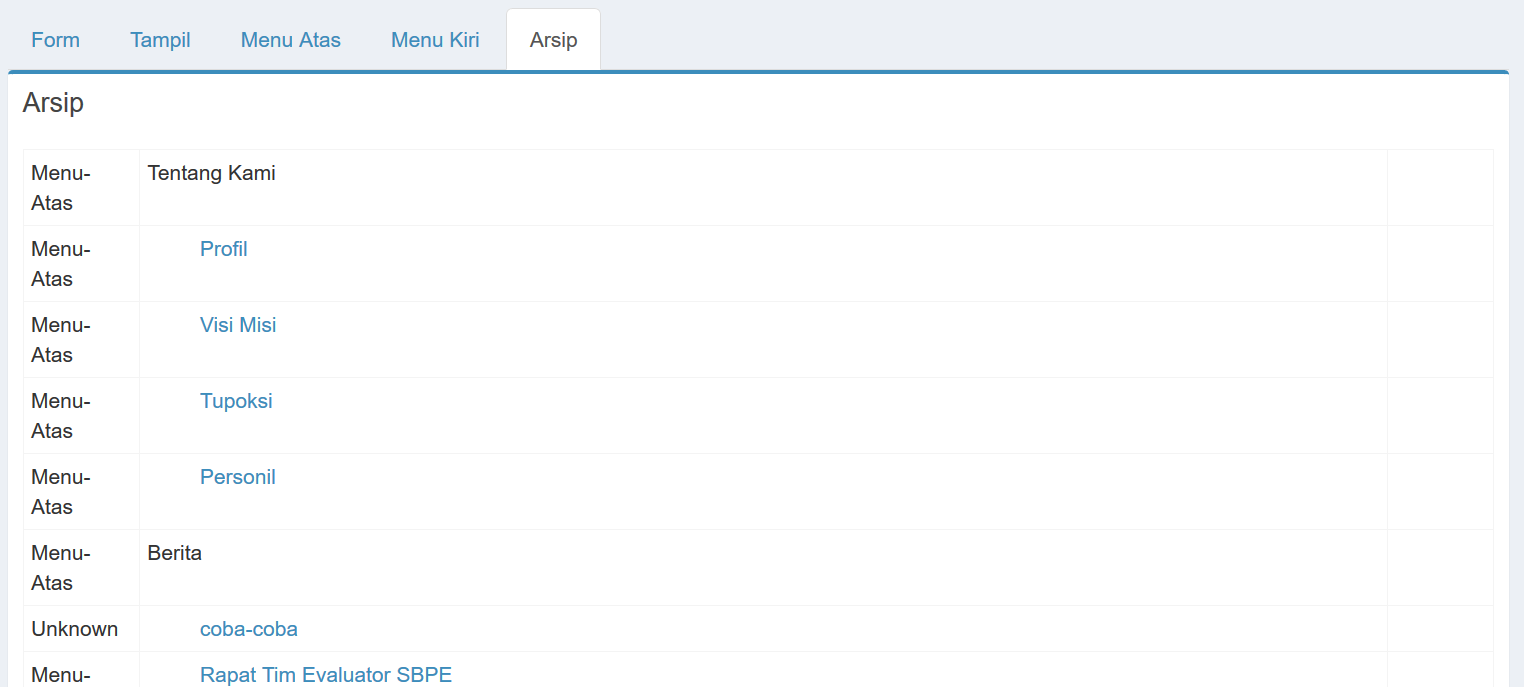 Form Tampil Menu Atas Menu Kiri Arsip
Arsip
Menu- Tentang Kami
Atas
Menu- Profil
Atas
Menu- Visi Misi
Atas
Menu- Tupoksi
Atas
Menu- Personil
Atas
Menu- Berita
Atas
Unknown coba-coba
Menu- Rapat Tim Evaluator SBPE